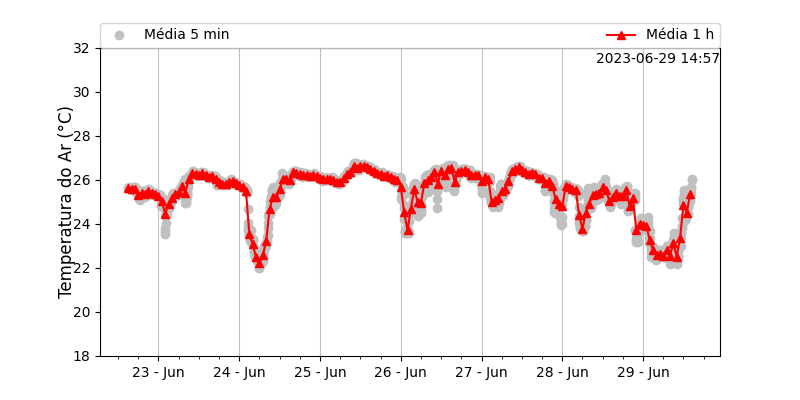 Média 5 min
Média 1 h
2023-06-29 14:57
Temperatura do Ar (°C)
32
30
28
26
24
22
20
18
23 - Jun
24 - Jun
25 - Jun
26 - Jun
27 - Jun
28 - Jun
29 - Jun